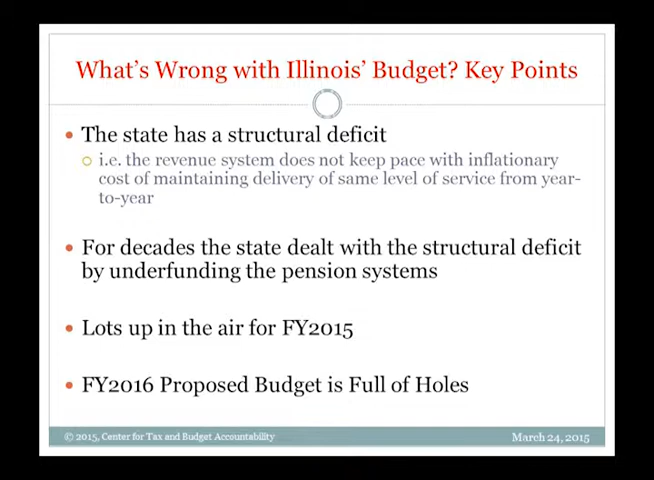 What's Wrong with Illinois' Budget? Key Points
• The state has a structural deficit
○ i.e. the revenue system does not keep pace with inflationary
cost of maintaining delivery of same level of service from year-
to-year
• For decades the state dealt with the structural deficit
by underfunding the pension systems
• Lots up in the air for FY2015
• FY2016 Proposed Budget is Full of Holes
© 2015, Center for Tax and Budget Accountability
March 24, 2015